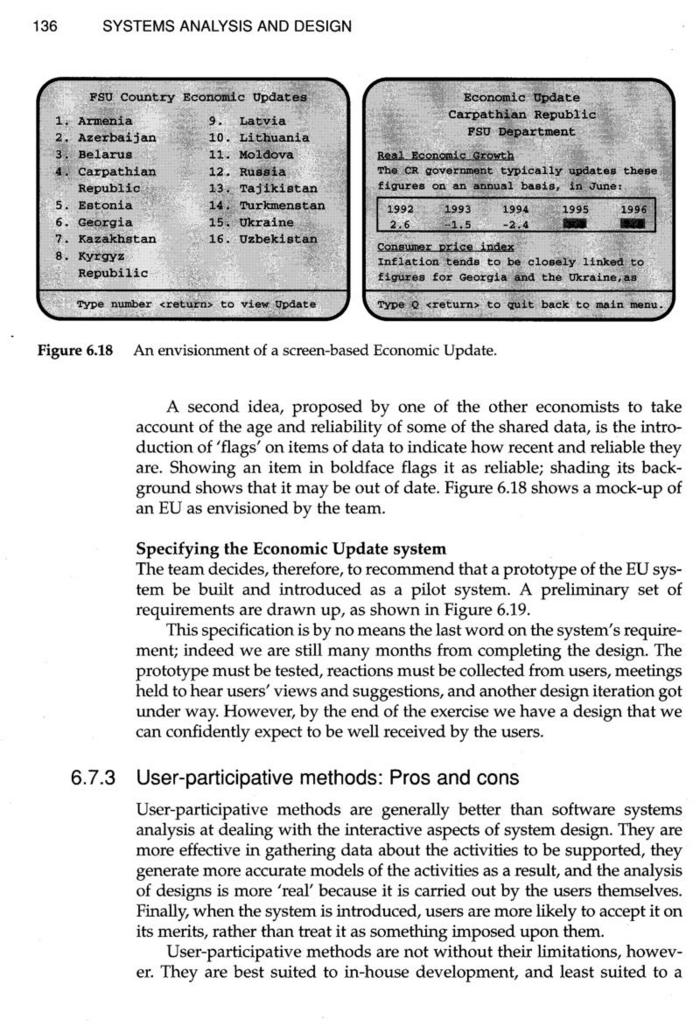 136 SYSTEMS ANALYSIS AND DESIGN
FSU Country Economic Updates
1. Armenia
2. Azerbaijan
3. Belarus
4. Carpathian
Republic
5. Estonia
6. Georgia
7. Kazakhstan
8. Kyrgyz
Repubilic
9. Latvia
10. Lithuania
11. Moldova
12. Russia
13. Tajikistan
14. Turkmenstan
15. Ukraine
16. Uzbekistan
Type number <return> to view Update
Economic Update
Carpathian Republic
FSU Department
Real Economic Growth
The CR government typically updates these
figures on an annual basis, in June:
1992 1993 1994 1995 1996
2.6 -1.5 -2.4
Consumer price index
Inflation tends to be closely linked to
figures for Georgia and the Ukraine,as
Type Q <return> to quit back to main menu.
Figure 6.18 An envisionment of a screen-based Economic Update.
A second idea, proposed by one of the other economists to take
account of the age and reliability of some of the shared data, is the intro-
duction of 'flags' on items of data to indicate how recent and reliable they
are. Showing an item in boldface flags it as reliable; shading its back-
ground shows that it may be out of date. Figure 6.18 shows a mock-up of
an EU as envisioned by the team.
Specifying the Economic Update system
The team decides, therefore, to recommend that a prototype of the EU sys-
tem be built and introduced as a pilot system. A preliminary set of
requirements are drawn up, as shown in Figure 6.19.
This specification is by no means the last word on the system's require-
ment; indeed we are still many months from completing the design. The
prototype must be tested, reactions must be collected from users, meetings
held to hear users' views and suggestions, and another design iteration got
under way. However, by the end of the exercise we have a design that we
can confidently expect to be well received by the users.
6.7.3 User-participative methods: Pros and cons
User-participative methods are generally better than software systems
analysis at dealing with the interactive aspects of system design. They are
more effective in gathering data about the activities to be supported, they
generate more accurate models of the activities as a result, and the analysis
of designs is more 'real' because it is carried out by the users themselves.
Finally, when the system is introduced, users are more likely to accept it on
its merits, rather than treat it as something imposed upon them.
User-participative methods are not without their limitations, howev-
er. They are best suited to in-house development, and least suited to a